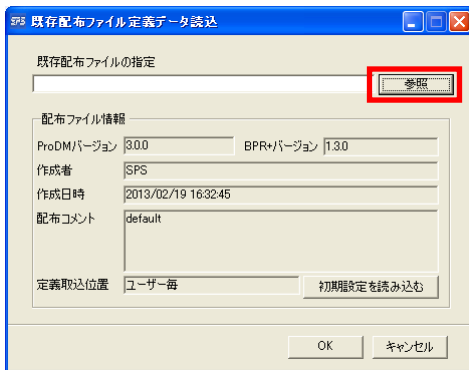 SPS 既存配布ファイル定義データ読込
既存配布ファイルの指定
参照
配布ファイル情報
ProDMバージョン 3.0.0 BPR+バージョン 1.3.0
作成者 SPS
作成日時 2013/02/19 16:32:45
配布コメント default
定義取込位置 ユーザー毎 初期設定を読み込む
OK キャンセル